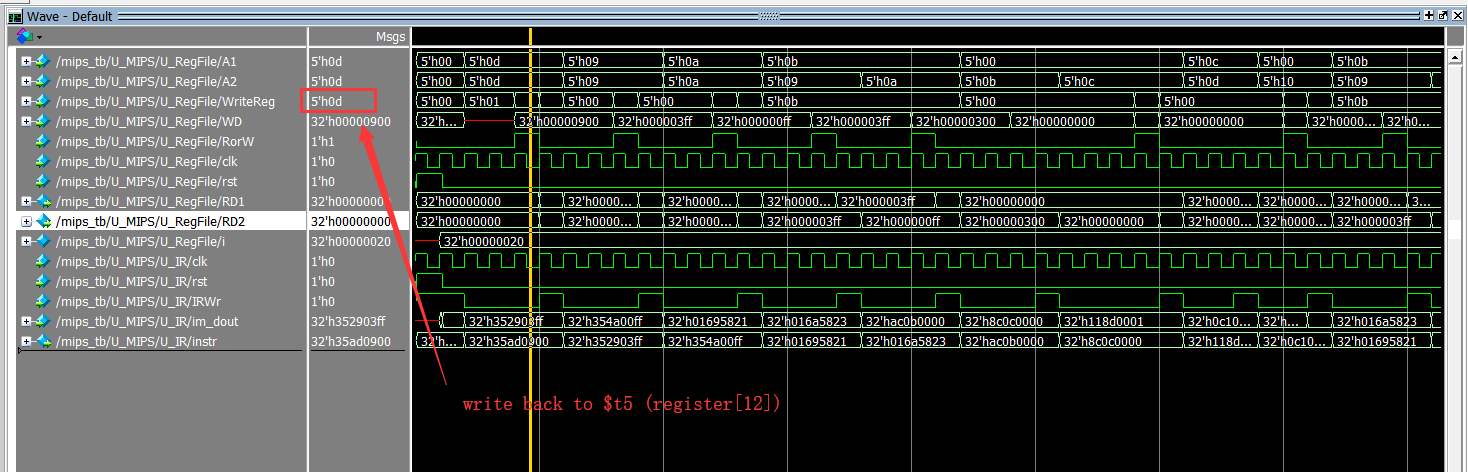 Wave - Default
Msgs
/mips_tb/U_MIPS/U_RegFile/A1 5'h0d 5'h00 5'h0d 5'h09 5'h0a 5'h0b 5'h00 5'h0c 5'h00 5'h0b
/mips_tb/U_MIPS/U_RegFile/A2 5'h0d 5'h00 5'h0d 5'h09 5'h0a 5'h09 5'h0a 5'h0b 5'h0c 5'h0d 5'h10 5'h09
/mips_tb/U_MIPS/U_RegFile/WriteReg 5'h0d 5'h00 5'h01 5'h00 5'h00 5'h0b 5'h00 5'h00 5'h0b
/mips_tb/U_MIPS/U_RegFile/WD 32'h00000900 32'h... 32'h00000900 32'h000003ff 32'h000000ff 32'h000003ff 32'h00000300 32'h00000000 32'h00000000 32'h0000... 32'h0...
/mips_tb/U_MIPS/U_RegFile/RorW 1'h1
/mips_tb/U_MIPS/U_RegFile/clk 1'h0
/mips_tb/U_MIPS/U_RegFile/rst 1'h0
/mips_tb/U_MIPS/U_RegFile/RD1 32'h00000000 32'h00000000 32'h0000... 32'h0000... 32'h0000... 32'h000003ff 32'h00000000 32'h0000... 32'h0000... 32'h0000... 3...
/mips_tb/U_MIPS/U_RegFile/RD2 32'h00000000 32'h00000000 32'h0000... 32'h0000... 32'h000003ff 32'h000000ff 32'h00000300 32'h00000000 32'h0000... 32'h0000... 32'h000003ff
/mips_tb/U_MIPS/U_RegFile/i 32'h00000020 32'h00000020
/mips_tb/U_MIPS/U_IR/clk 1'h0
/mips_tb/U_MIPS/U_IR/rst 1'h0
/mips_tb/U_MIPS/U_IR/IRWr 1'h0
/mips_tb/U_MIPS/U_IR/im_dout 32'h352903ff 32'h352903ff 32'h354a00ff 32'h01695821 32'h016a5823 32'hac0b0000 32'h8c0c0000 32'h118d0001 32'h0c10... 32'h... 32'h016a5823
/mips_tb/U_MIPS/U_IR/instr 32'h35ad0900 32'h... 32'h35ad0900 32'h352903ff 32'h354a00ff 32'h01695821 32'h016a5823 32'hac0b0000 32'h8c0c0000 32'h118d... 32'h0c10... 32'h01695821
write back to $t5 (register[12])